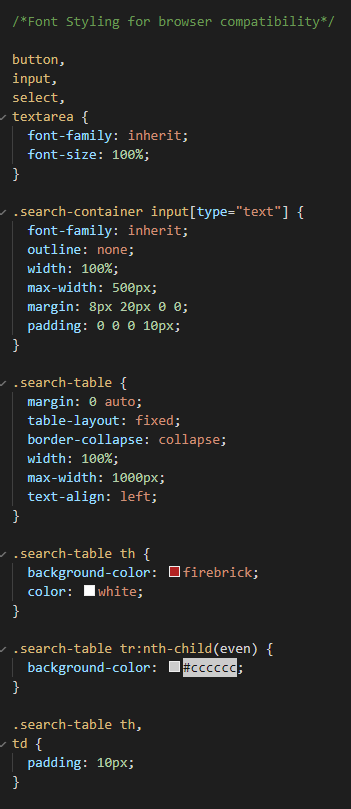 /*Font Styling for browser compatibility*/
button,
input,
select,
textarea {
font-family: inherit;
font-size: 100%;
}
.search-container input[type="text"] {
font-family: inherit;
outline: none;
width: 100%;
max-width: 500px;
margin: 8px 20px 0 0;
padding: 0 0 0 10px;
}
.search-table {
margin: 0 auto;
table-layout: fixed;
border-collapse: collapse;
width: 100%;
max-width: 1000px;
text-align: left;
}
.search-table th {
background-color: firebrick;
color: white;
}
.search-table tr:nth-child(even) {
background-color: #cccccc;
}
.search-table th,
td {
padding: 10px;
}